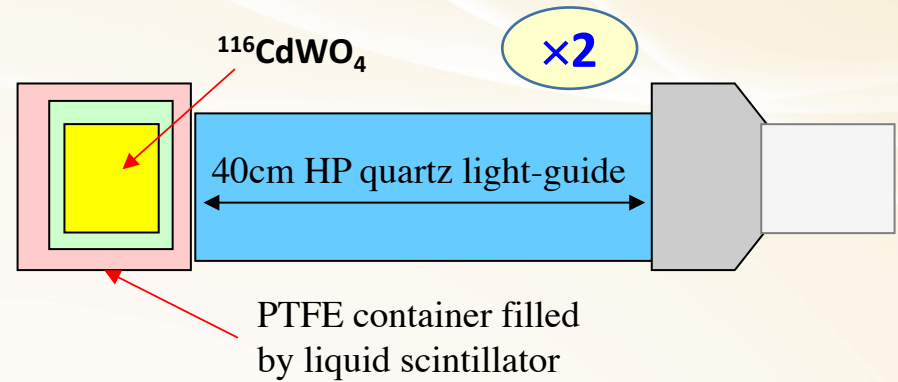 ×2
¹¹⁶CdWO₄
40cm HP quartz light-guide
PTFE container filled
by liquid scintillator